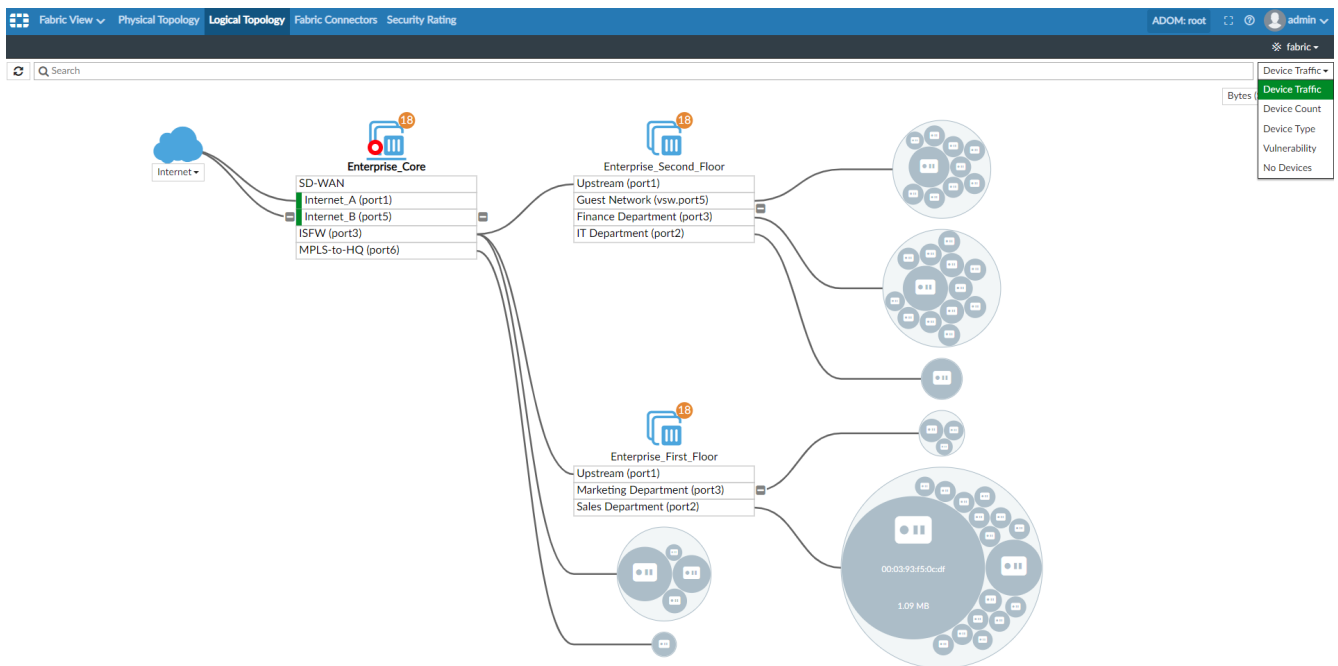 Fabric View Physical Topology Logical Topology Fabric Connectors Security Rating ADOM: root admin
fabric
Search Device Traffic
Bytes (
Device Traffic
Device Count
Device Type
Vulnerability
No Devices
Internet
18
Enterprise_Core
SD-WAN
Internet_A (port1)
Internet_B (port5)
ISFW (port3)
MPLS-to-HQ (port6)
18
Enterprise_Second_Floor
Upstream (port1)
Guest Network (vsw.port5)
Finance Department (port3)
IT Department (port2)
18
Enterprise_First_Floor
Upstream (port1)
Marketing Department (port3)
Sales Department (port2)
00:03:93:f5:0c:df
1.09 MB